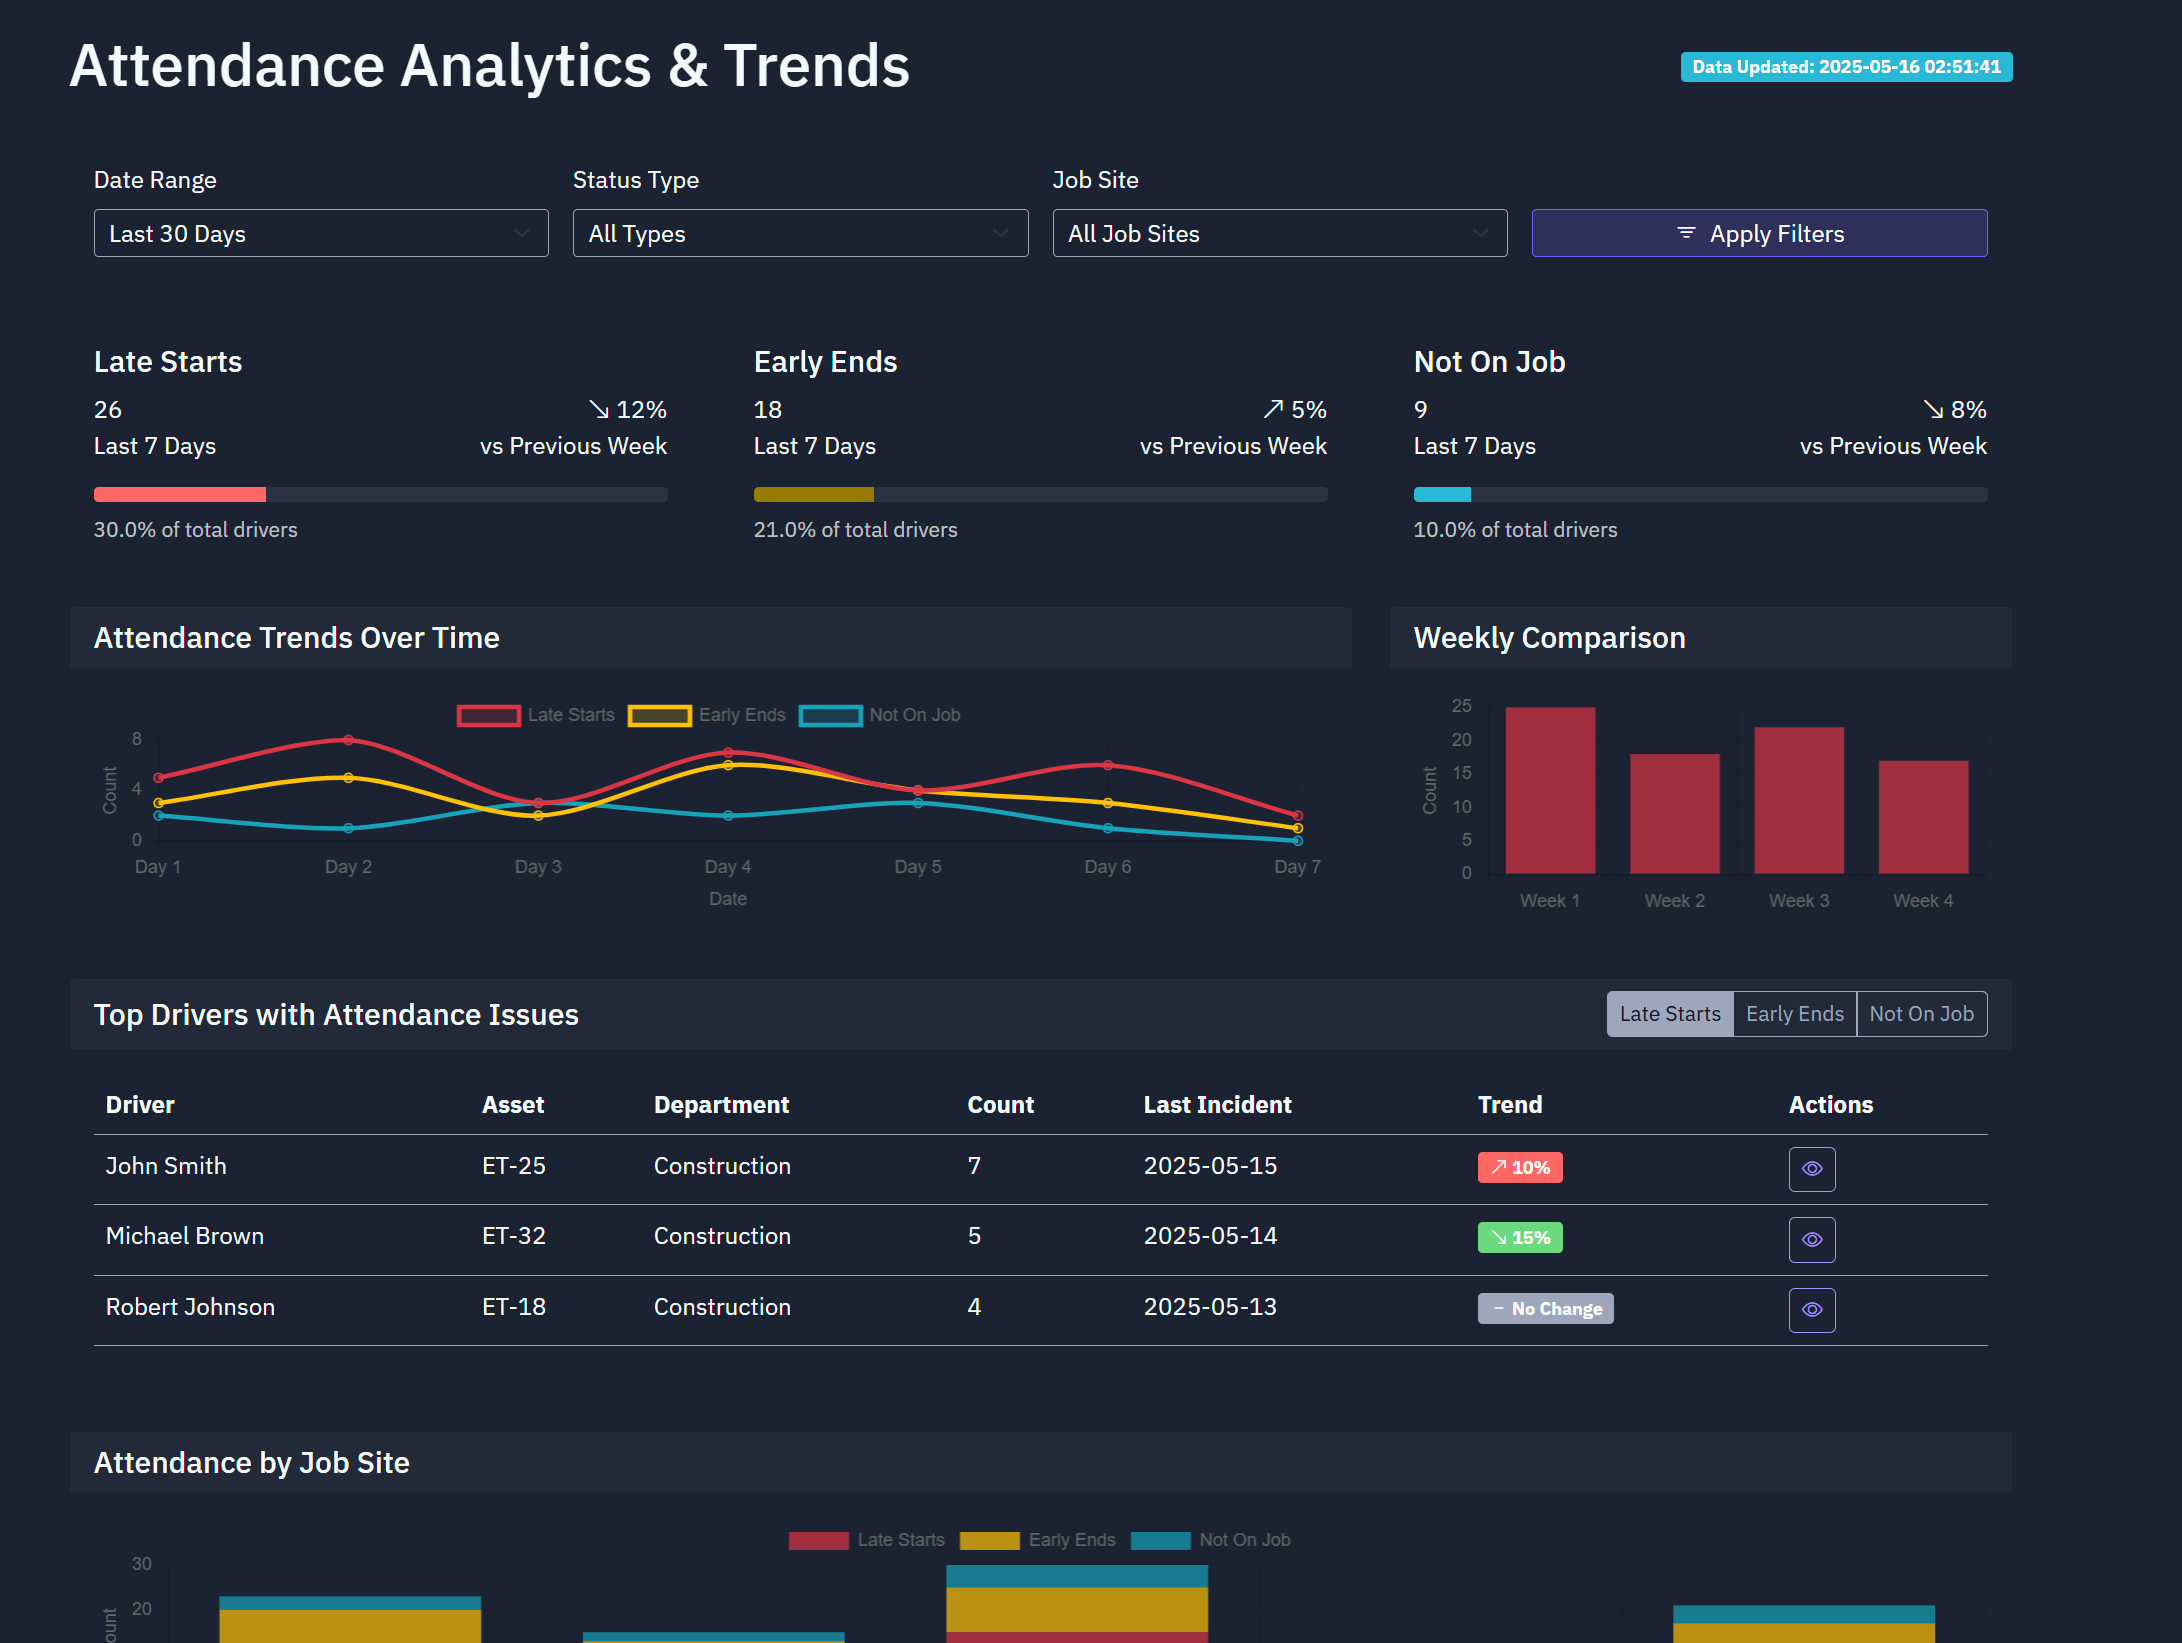 Attendance Analytics & Trends
Data Updated: 2025-05-16 02:51:41
Date Range
Status Type
Job Site
Last 30 Days
All Types
All Job Sites
Apply Filters
Late Starts
26
12%
Last 7 Days
vs Previous Week
30.0% of total drivers
Early Ends
18
5%
Last 7 Days
vs Previous Week
21.0% of total drivers
Not On Job
9
8%
Last 7 Days
vs Previous Week
10.0% of total drivers
Attendance Trends Over Time
Late Starts Early Ends Not On Job
8
4
0
Count
Day 1 Day 2 Day 3 Day 4 Day 5 Day 6 Day 7
Date
Weekly Comparison
25
20
15
10
5
0
Count
Week 1 Week 2 Week 3 Week 4
Top Drivers with Attendance Issues
Late Starts Early Ends Not On Job
Driver Asset Department Count Last Incident Trend Actions
John Smith ET-25 Construction 7 2025-05-15 10%
Michael Brown ET-32 Construction 5 2025-05-14 15%
Robert Johnson ET-18 Construction 4 2025-05-13 – No Change
Attendance by Job Site
Late Starts Early Ends Not On Job
30
20
ount